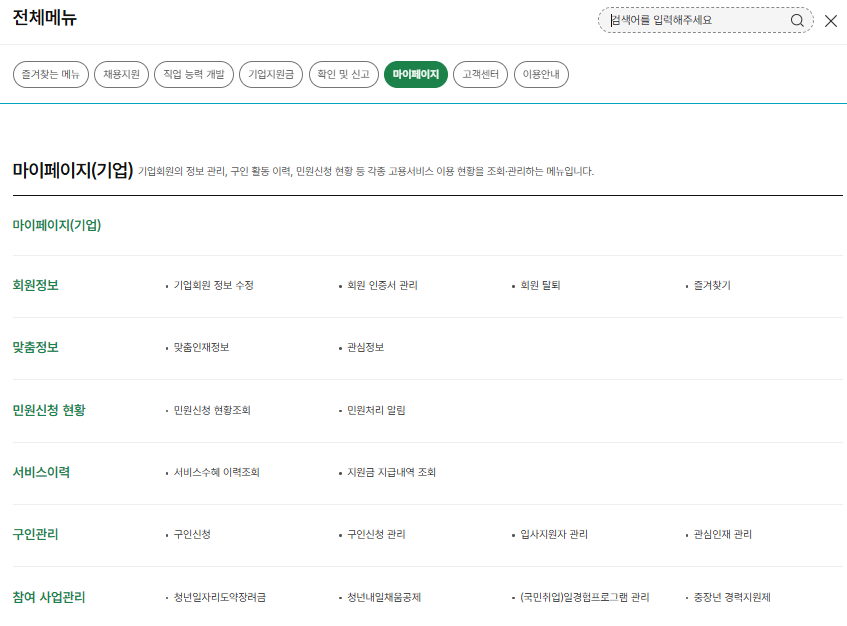 전체메뉴
검색어를 입력해주세요
즐겨찾는 메뉴 채용지원 직업 능력 개발 기업지원금 확인 및 신고 마이페이지 고객센터 이용안내
마이페이지(기업) 기업회원의 정보 관리, 구인 활동 이력, 민원신청 현황 등 각종 고용서비스 이용 현황을 조회·관리하는 메뉴입니다.
마이페이지(기업)
회원정보 · 기업회원 정보 수정 · 회원 인증서 관리 · 회원 탈퇴 · 즐겨찾기
맞춤정보 · 맞춤인재정보 · 관심정보
민원신청 현황 · 민원신청 현황조회 · 민원처리 알림
서비스이력 · 서비스수혜 이력조회 · 지원금 지급내역 조회
구인관리 · 구인신청 · 구인신청 관리 · 입사지원자 관리 · 관심인재 관리
참여 사업관리 · 청년일자리도약장려금 · 청년내일채움공제 · (국민취업)일경험프로그램 관리 · 중장년 경력지원제